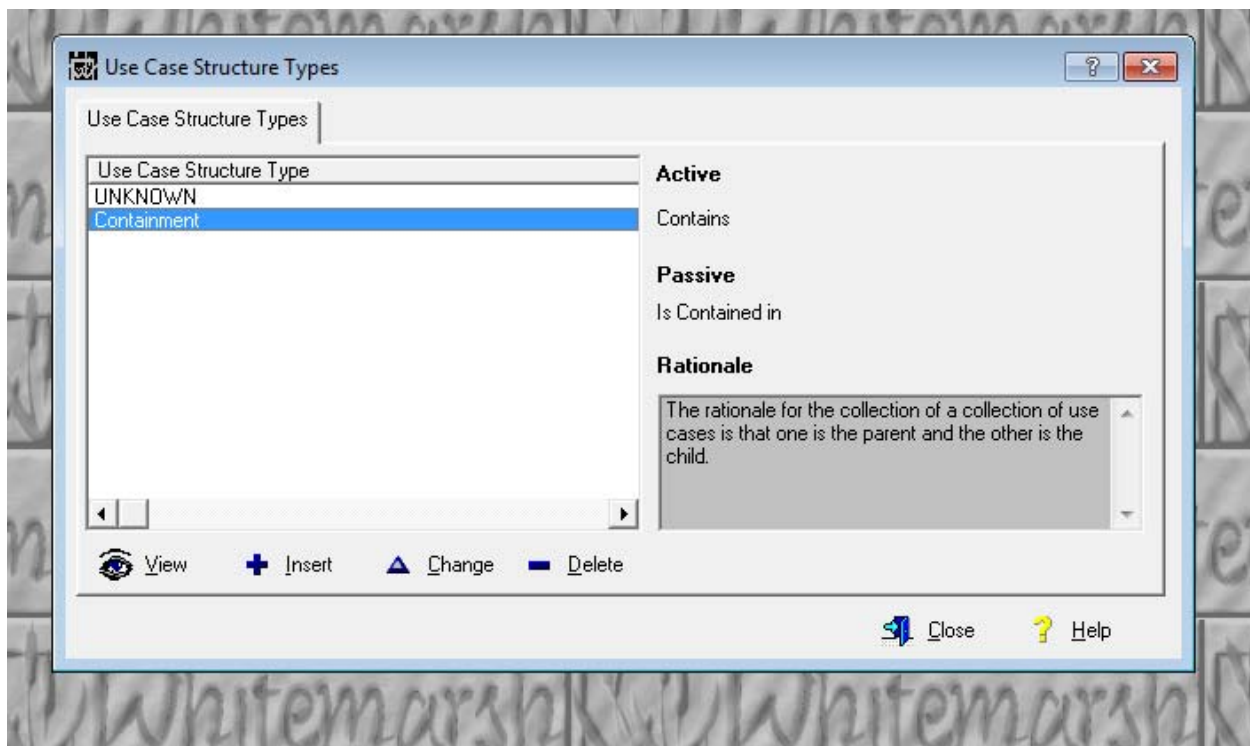 Use Case Structure Types
Use Case Structure Types
Use Case Structure Type
UNKNOWN
Containment
Active
Contains
Passive
Is Contained in
Rationale
The rationale for the collection of a collection of use
cases is that one is the parent and the other is the
child.
View Insert Change Delete
Close Help
Whitemarsh Whitemarsh